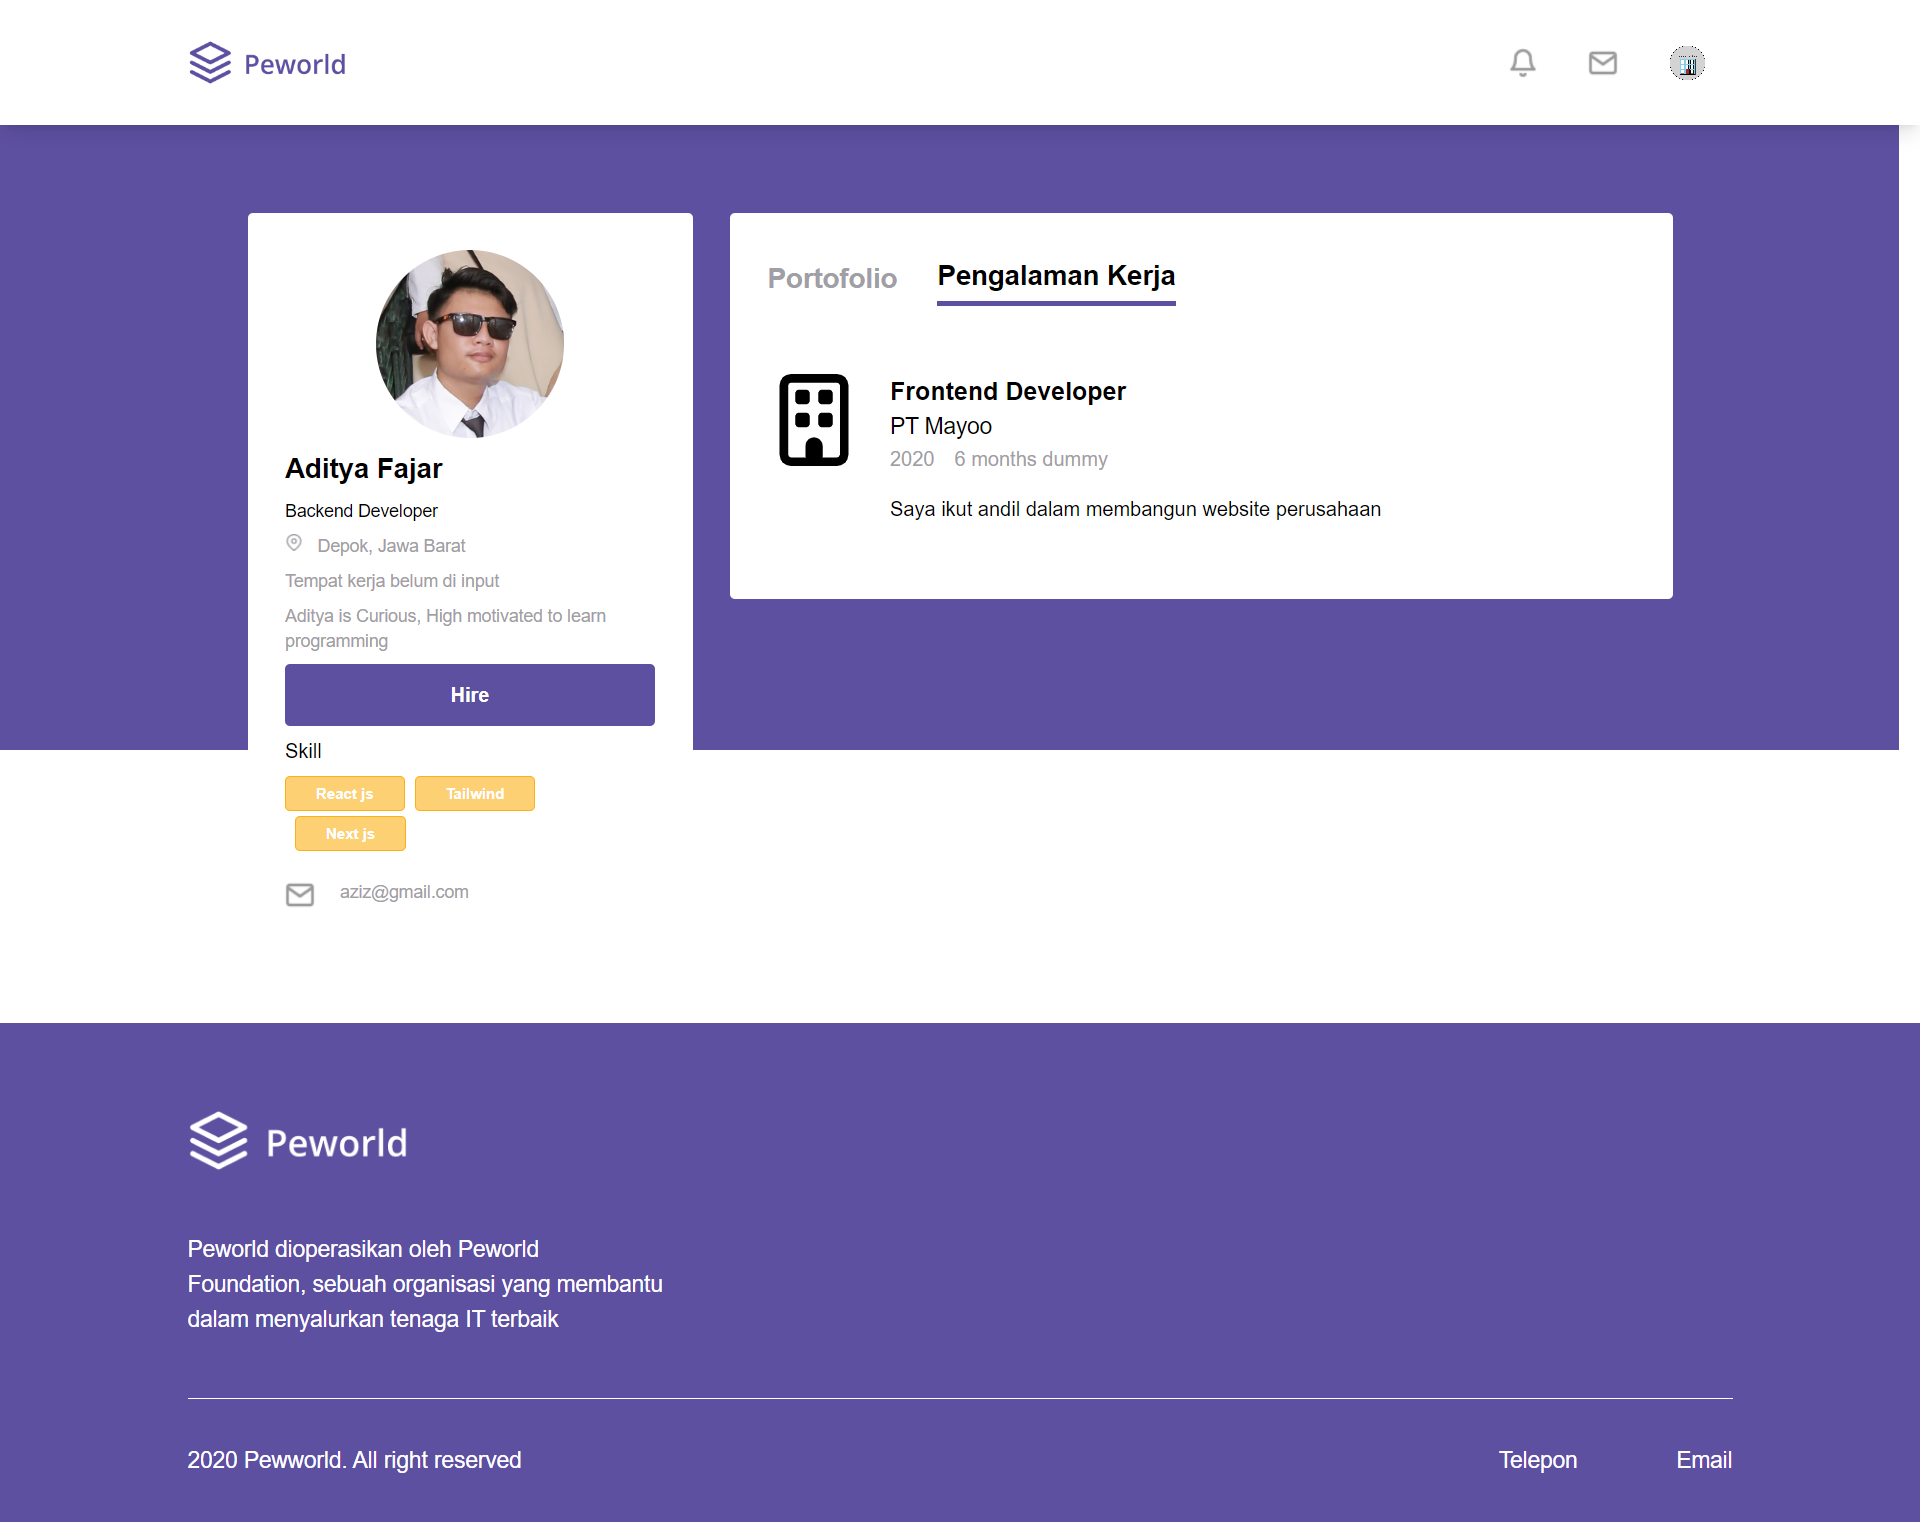 Peworld
Aditya Fajar
Backend Developer
Depok, Jawa Barat
Tempat kerja belum di input
Aditya is Curious, High motivated to learn
programming
Hire
Skill
React js
Tailwind
Next js
aziz@gmail.com
Portofolio
Pengalaman Kerja
Frontend Developer
PT Mayoo
2020 6 months dummy
Saya ikut andil dalam membangun website perusahaan
Peworld
Peworld dioperasikan oleh Peworld
Foundation, sebuah organisasi yang membantu
dalam menyalurkan tenaga IT terbaik
2020 Pewworld. All right reserved
Telepon
Email